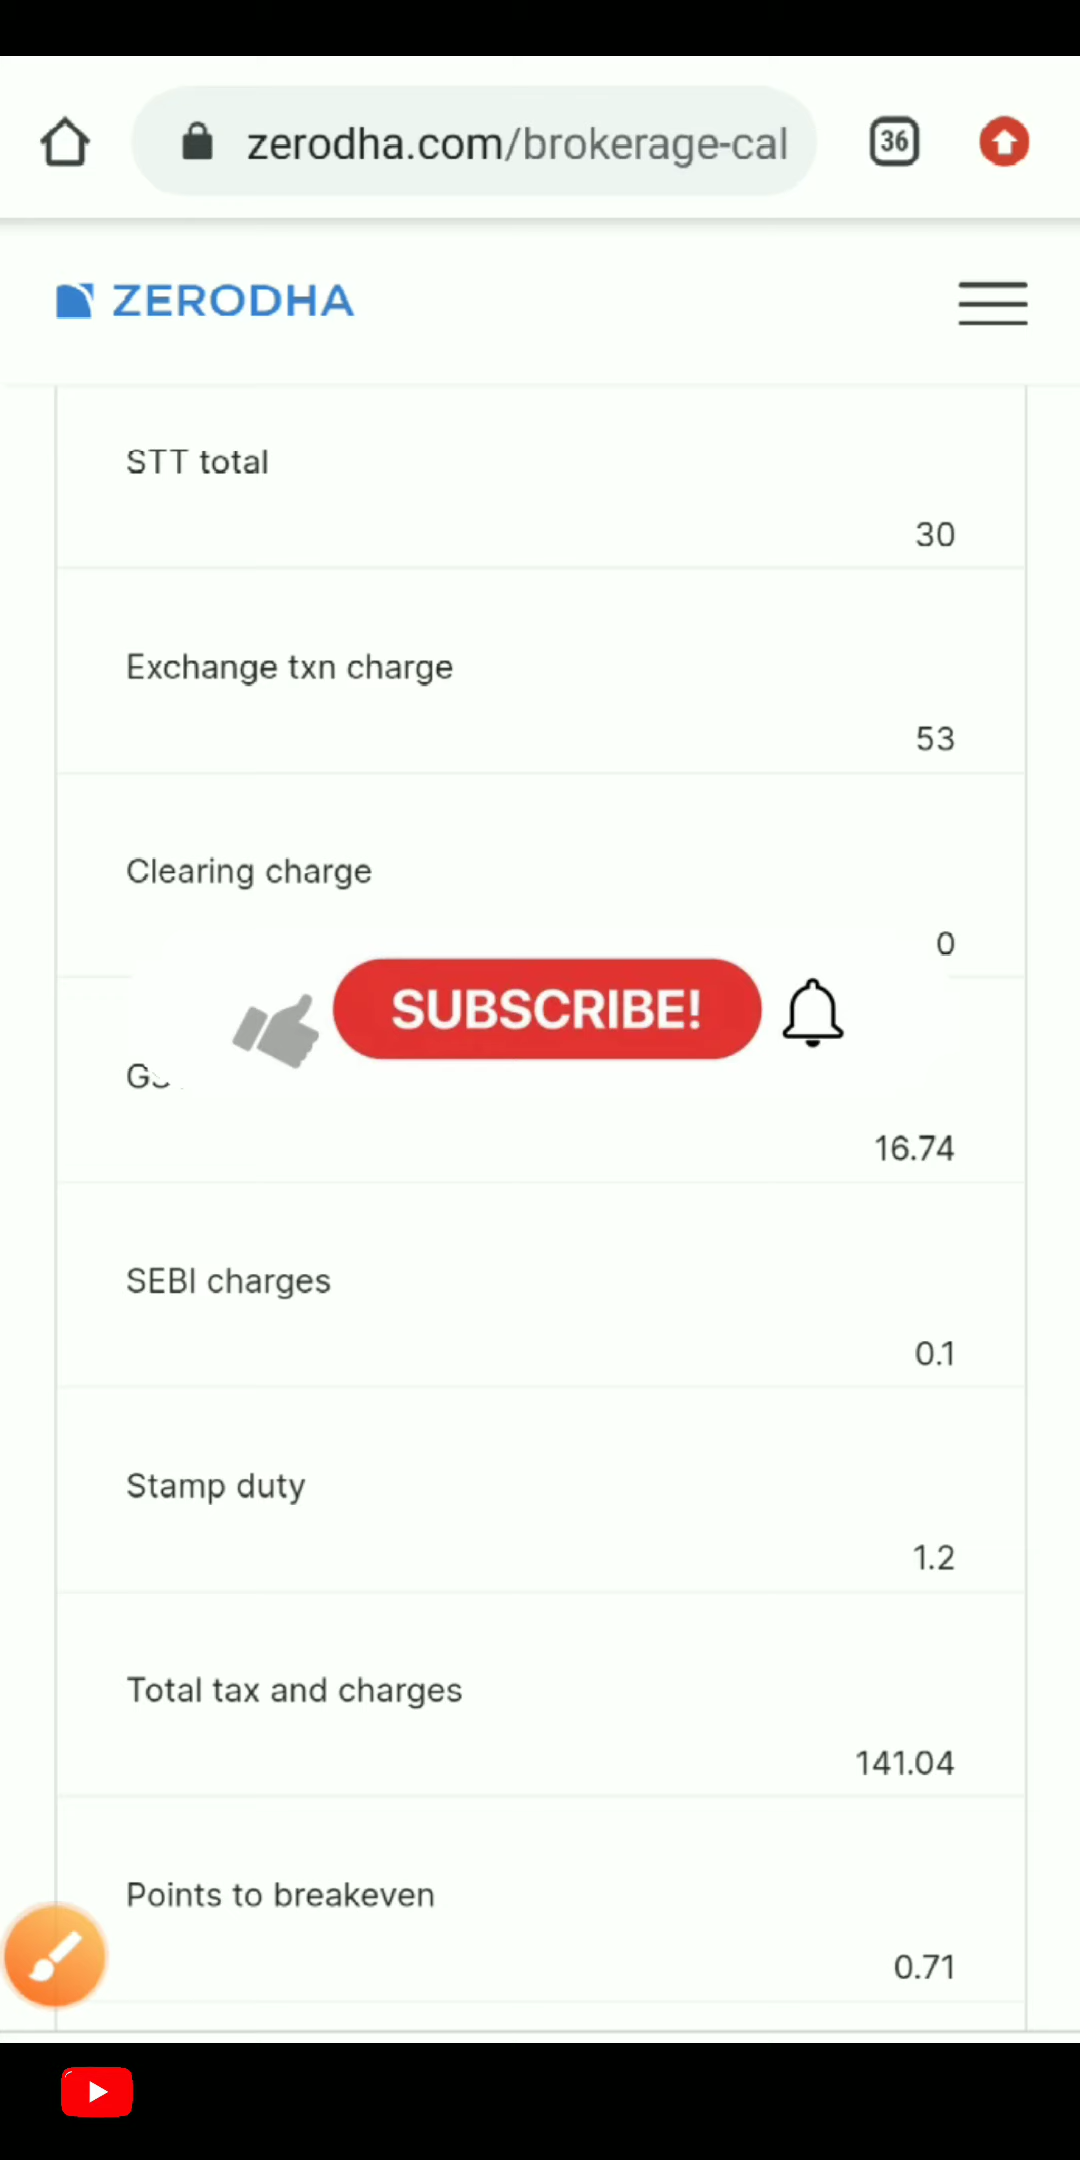 zerodha.com/brokerage-cal
36
ZERODHA
STT total
30
Exchange txn charge
53
Clearing charge
0
SUBSCRIBE!
16.74
SEBI charges
0.1
Stamp duty
1.2
Total tax and charges
141.04
Points to breakeven
0.71